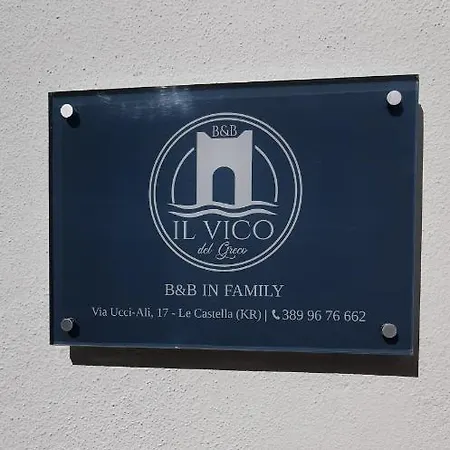 B&B
IL VICO
del Greco
B&B IN FAMILY
Via Ucci-Alì, 17 - Le Castella (KR) | 389 96 76 662